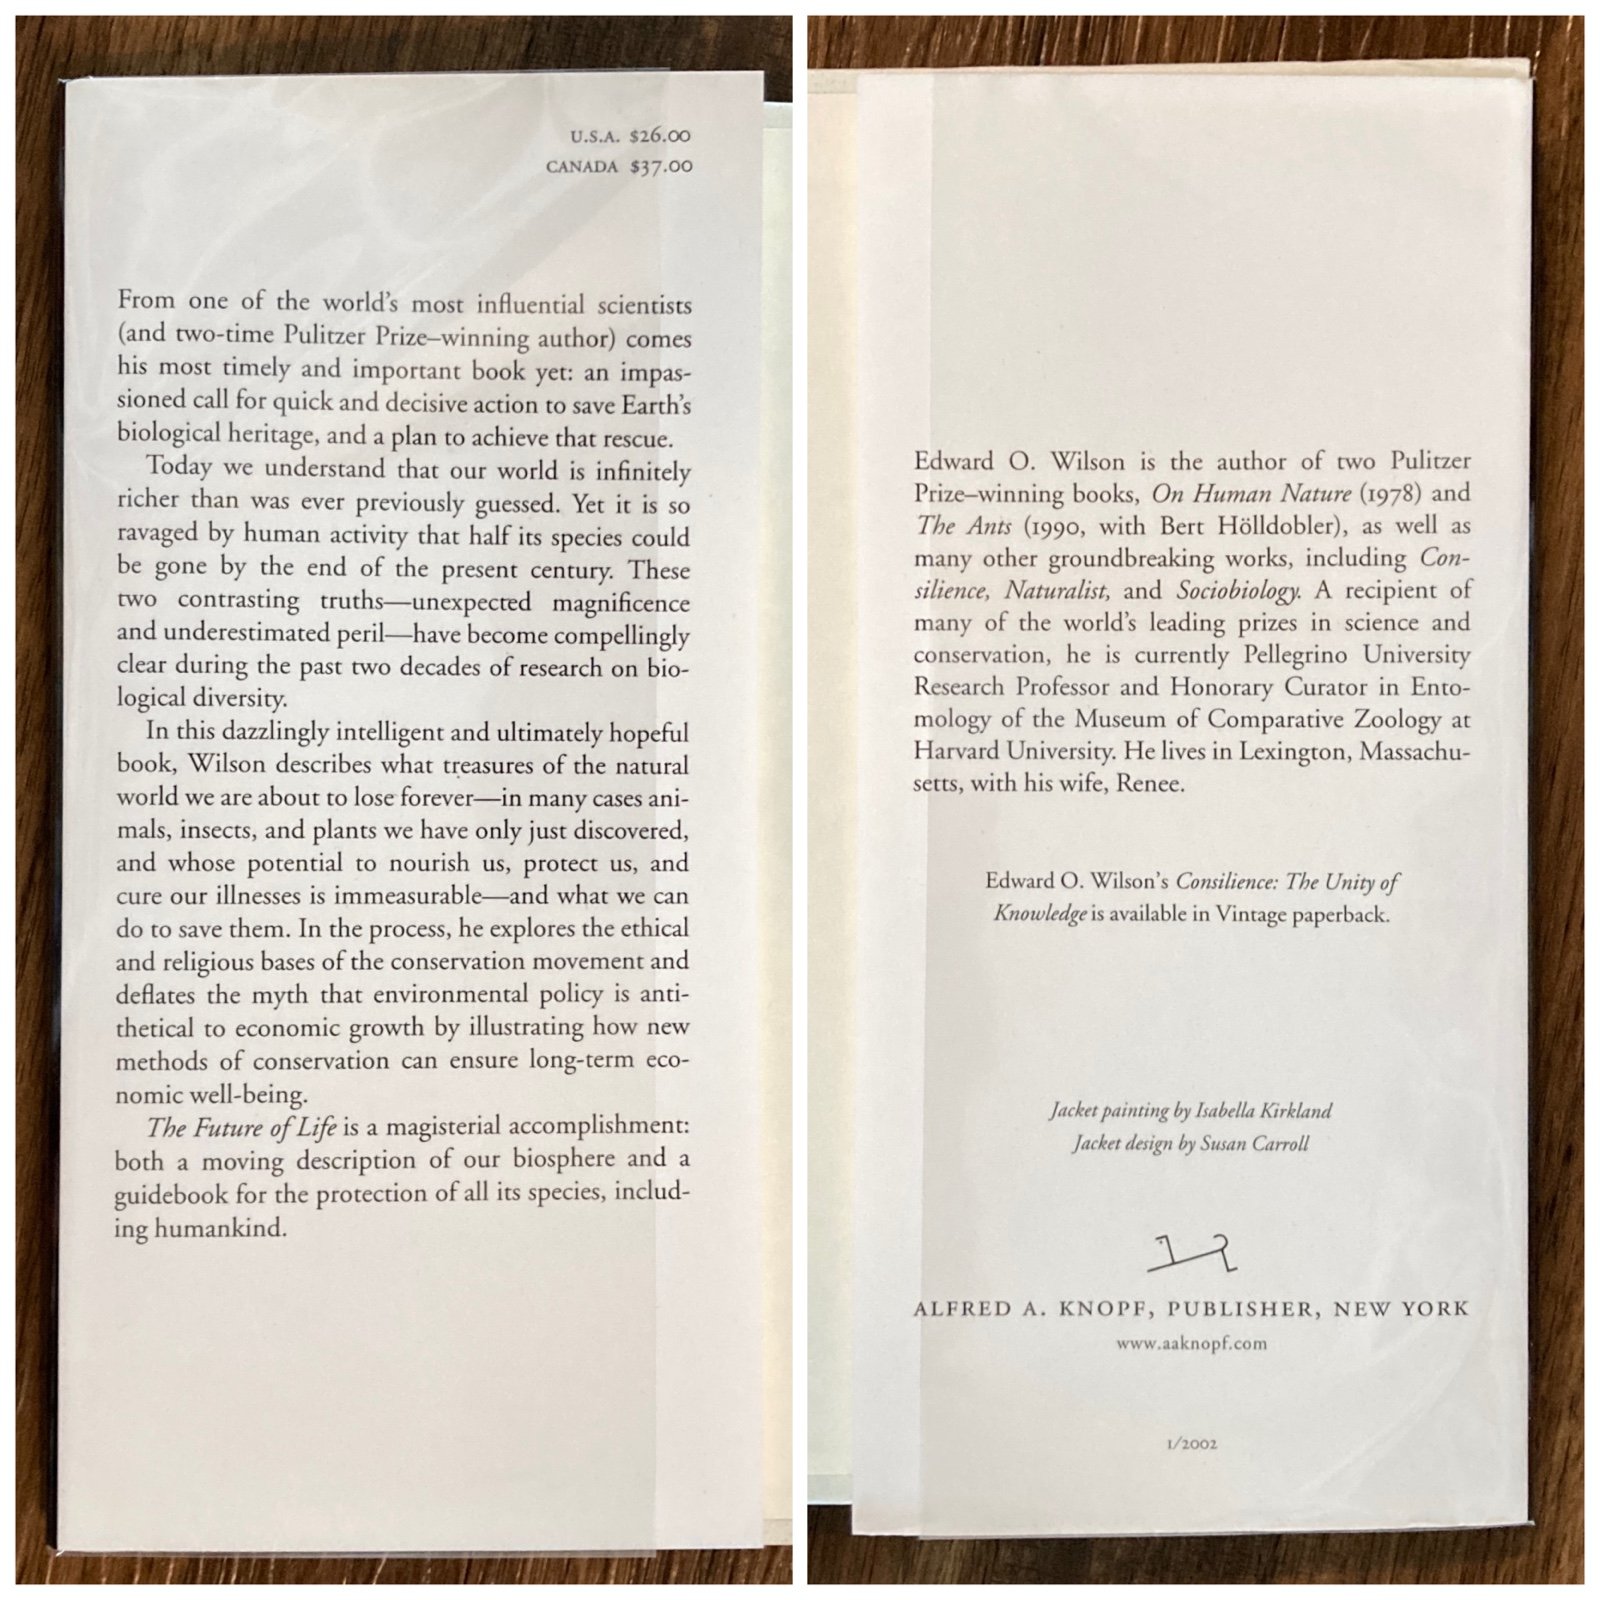 U.S.A. $26.00
CANADA $37.00
From one of the world's most influential scientists
(and two-time Pulitzer Prize–winning author) comes
his most timely and important book yet: an impas-
sioned call for quick and decisive action to save Earth's
biological heritage, and a plan to achieve that rescue.
Today we understand that our world is infinitely
richer than was ever previously guessed. Yet it is so
ravaged by human activity that half its species could
be gone by the end of the present century. These
two contrasting truths—unexpected magnificence
and underestimated peril—have become compellingly
clear during the past two decades of research on bio-
logical diversity.
In this dazzlingly intelligent and ultimately hopeful
book, Wilson describes what treasures of the natural
world we are about to lose forever—in many cases ani-
mals, insects, and plants we have only just discovered,
and whose potential to nourish us, protect us, and
cure our illnesses is immeasurable—and what we can
do to save them. In the process, he explores the ethical
and religious bases of the conservation movement and
deflates the myth that environmental policy is anti-
thetical to economic growth by illustrating how new
methods of conservation can ensure long-term eco-
nomic well-being.
The Future of Life is a magisterial accomplishment:
both a moving description of our biosphere and a
guidebook for the protection of all its species, includ-
ing humankind.
Edward O. Wilson is the author of two Pulitzer
Prize–winning books, On Human Nature (1978) and
The Ants (1990, with Bert Hölldobler), as well as
many other groundbreaking works, including Con-
silience, Naturalist, and Sociobiology. A recipient of
many of the world's leading prizes in science and
conservation, he is currently Pellegrino University
Research Professor and Honorary Curator in Ento-
mology of the Museum of Comparative Zoology at
Harvard University. He lives in Lexington, Massachu-
setts, with his wife, Renee.
Edward O. Wilson's Consilience: The Unity of
Knowledge is available in Vintage paperback.
Jacket painting by Isabella Kirkland
Jacket design by Susan Carroll
ALFRED A. KNOPF, PUBLISHER, NEW YORK
www.aaknopf.com
1/2002